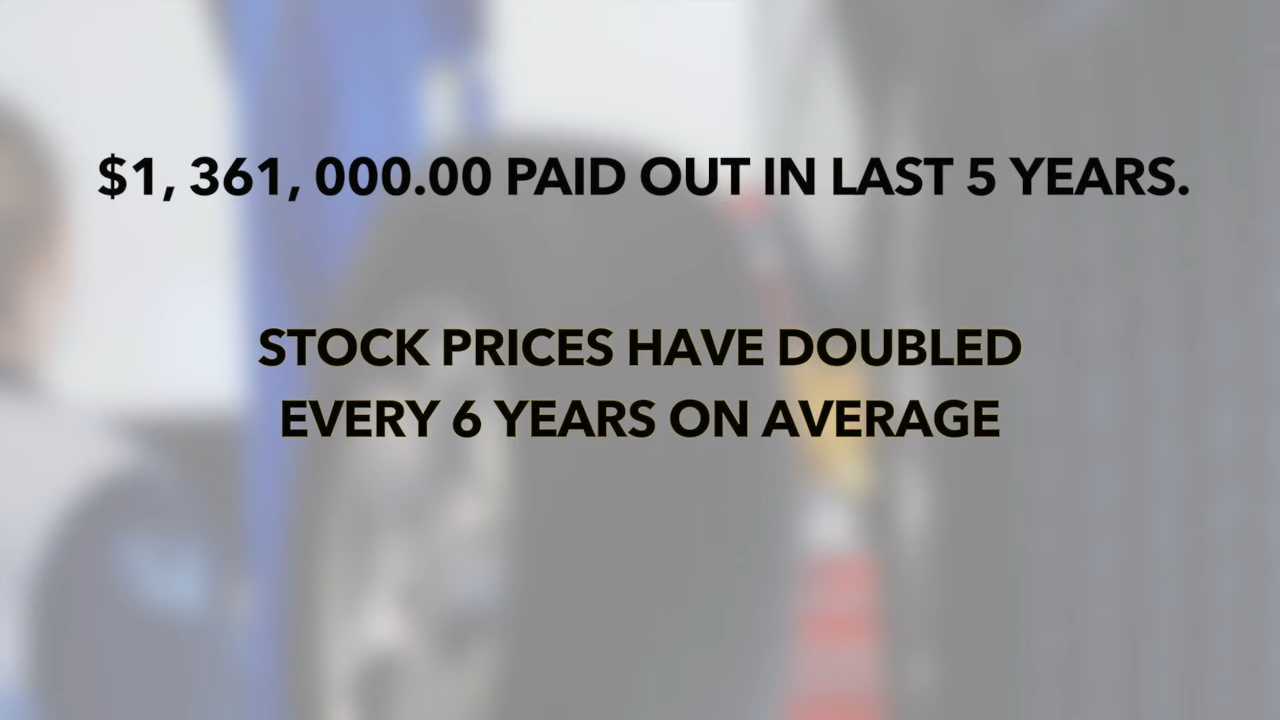 $1, 361, 000.00 PAID OUT IN LAST 5 YEARS.
STOCK PRICES HAVE DOUBLED
EVERY 6 YEARS ON AVERAGE